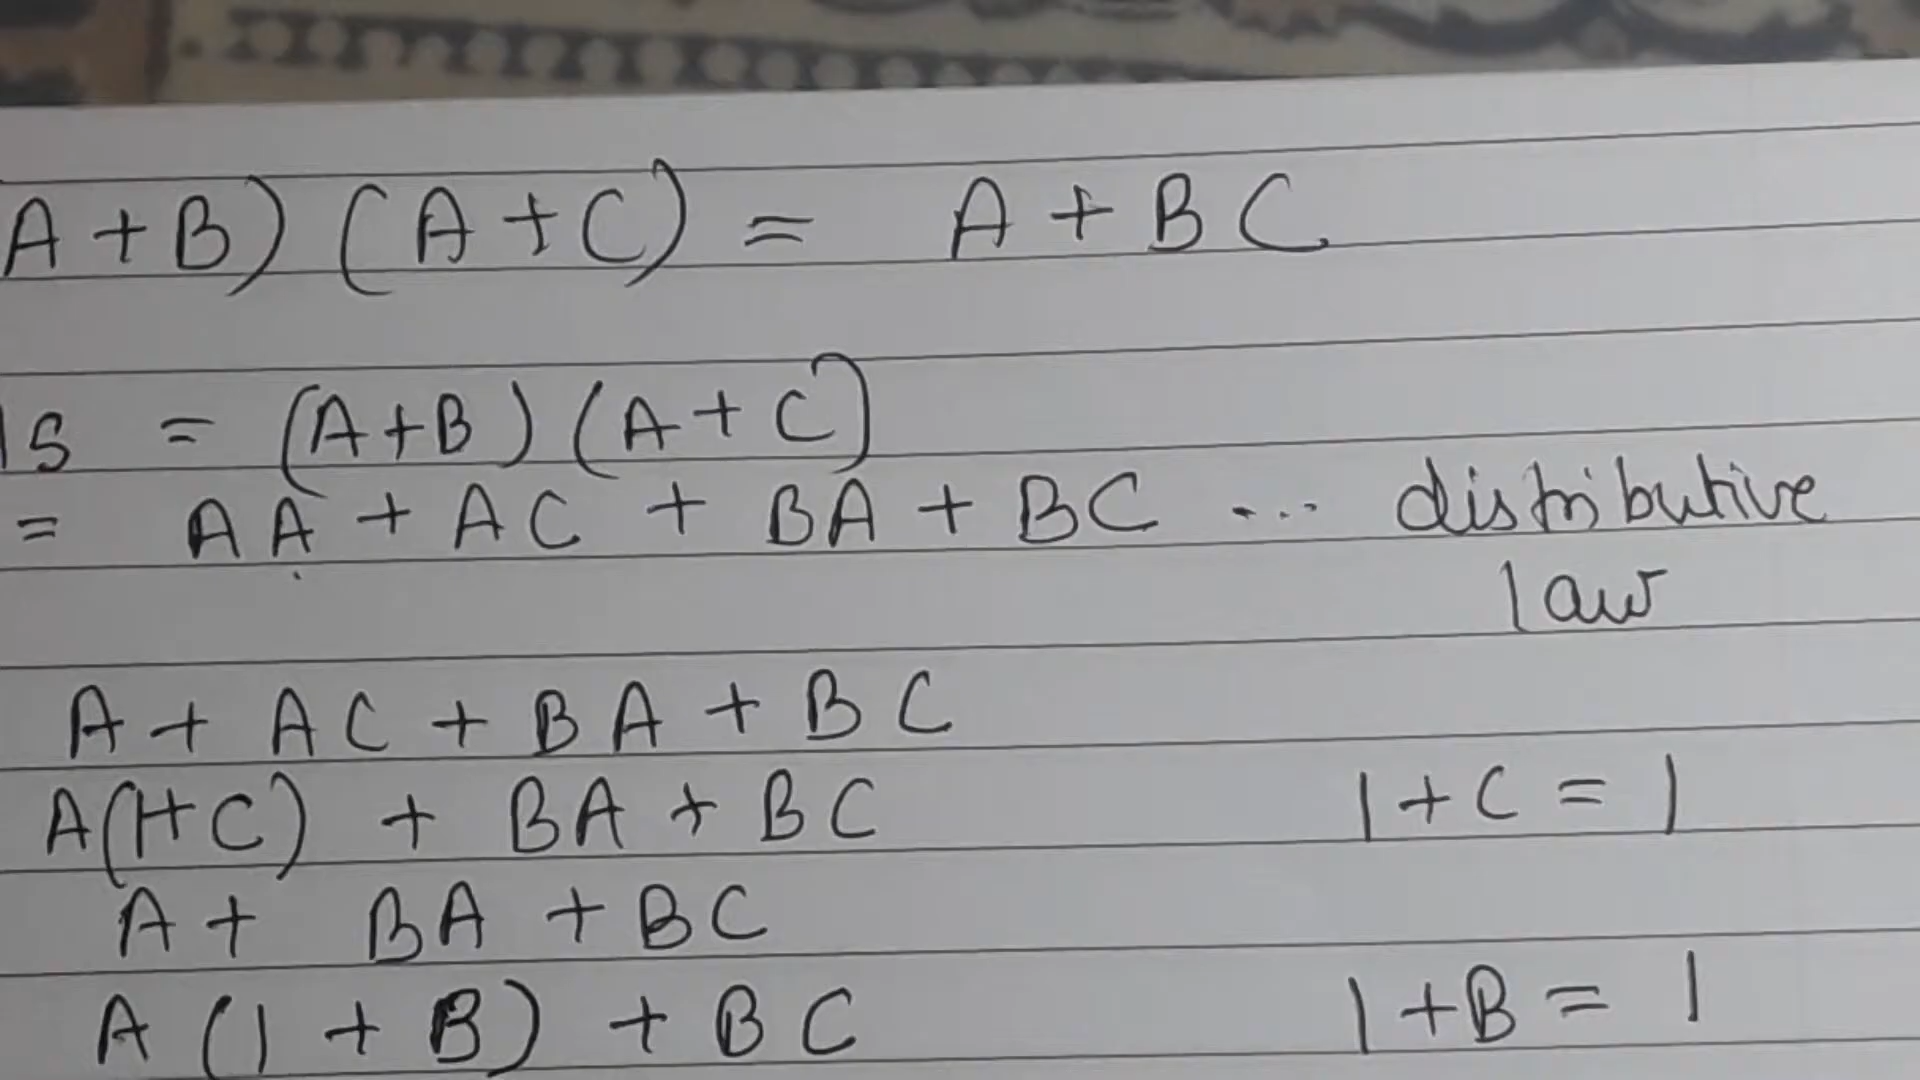 A + B) (A + C) = A + BC
S = (A+B) (A + C)
= AA + AC + BA + BC ... distributive
law
A + AC + BA + BC
A(1+C) + BA + BC 1 + C = 1
A + BA + BC
A (1 + B) + BC 1 + B = 1